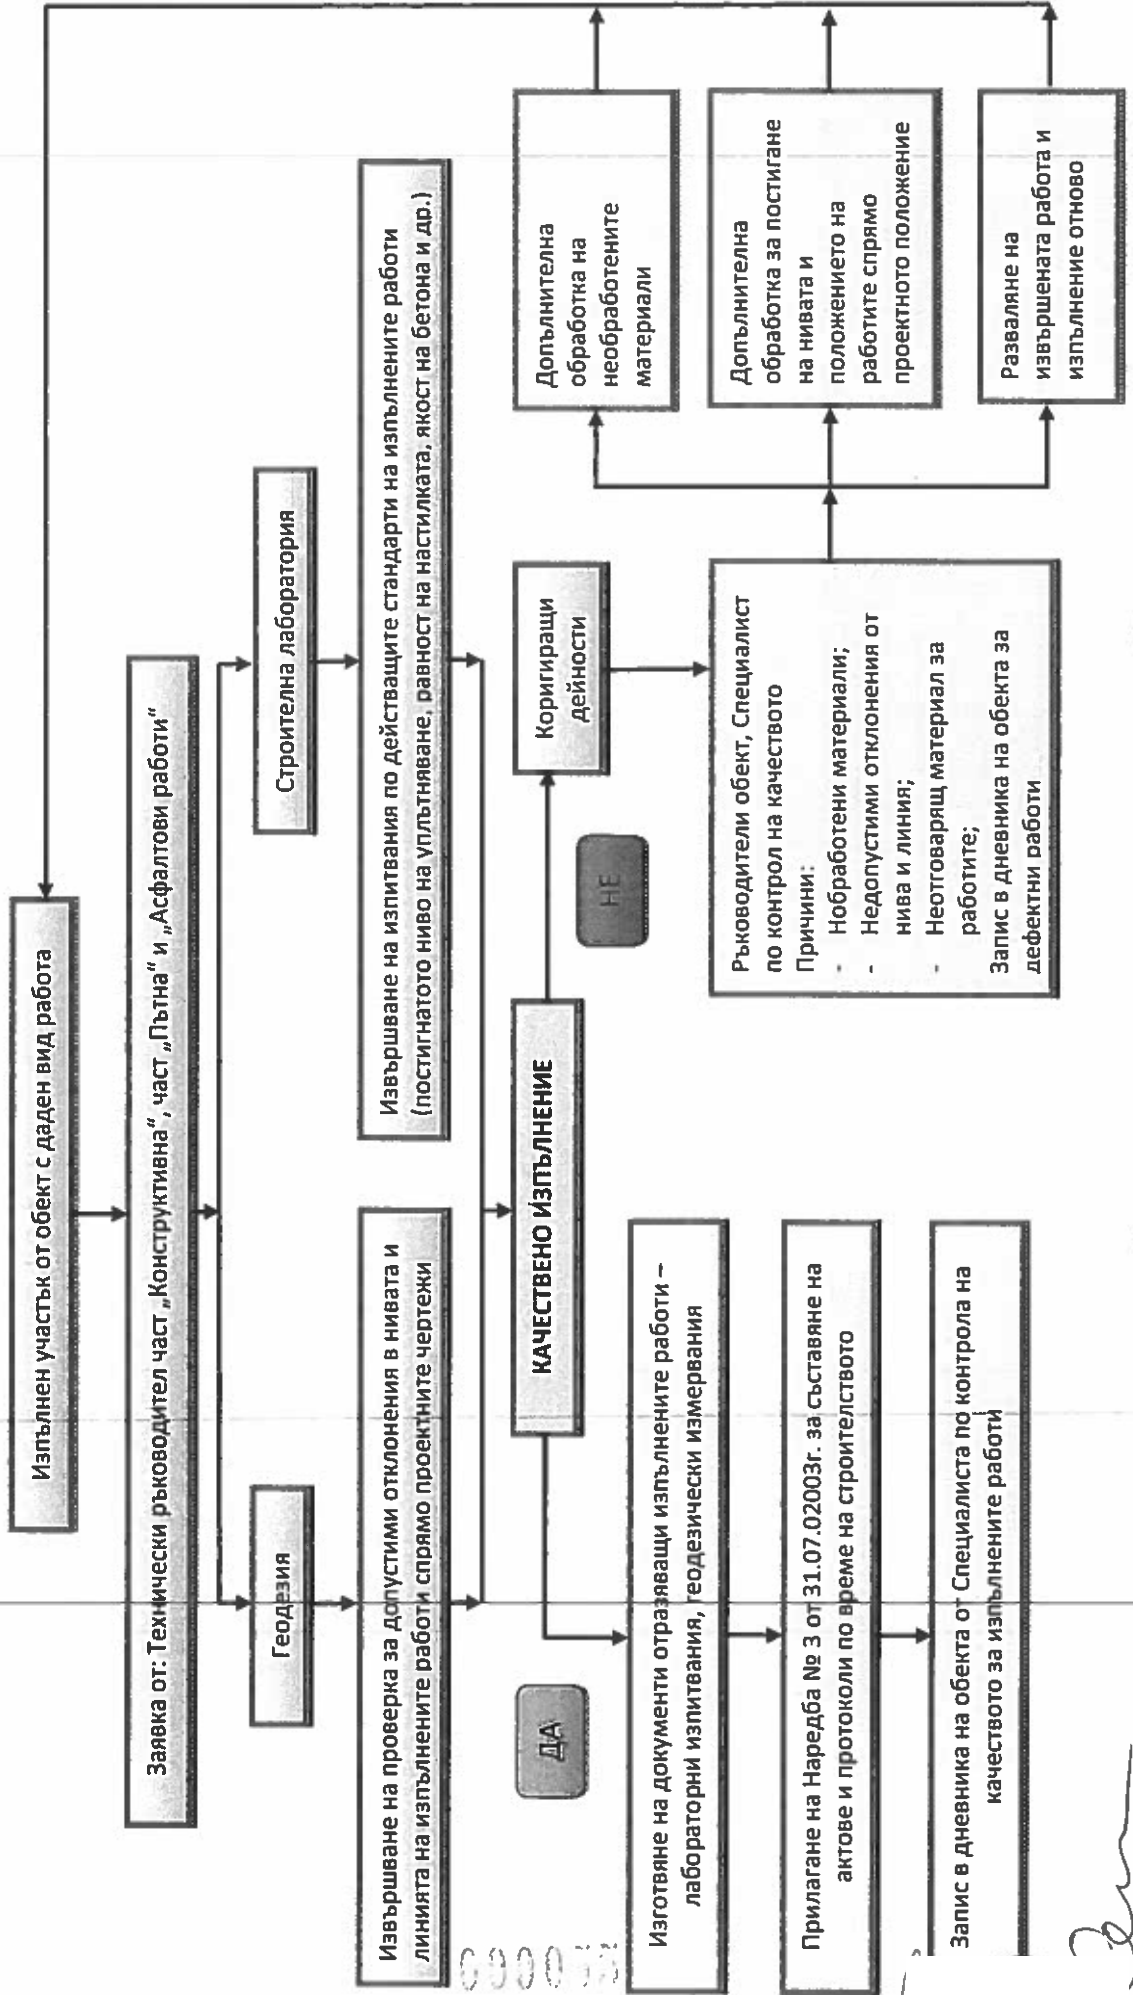 Изпълнен участък от обект с даден вид работа
Заявка от: Технически ръководител част „Конструктивна“, част „Пътна“ и „Асфалтови работи“
Геодезия
Строителна лаборатория
Извършване на проверка за допустими отклонения в нивата и
линията на изпълнените работи спрямо проектните чертежи
Извършване на изпитвания по действащите стандарти на изпълнените работи
(постигнатото ниво на уплътняване, равност на настилката, якост на бетона и др.)
КАЧЕСТВЕНО ИЗПЪЛНЕНИЕ
ДА
НЕ
Коригиращи
дейности
Изготвяне на документи отразяващи изпълнените работи –
лабораторни изпитвания, геодезически измервания
Прилагане на Наредба № 3 от 31.07.02003г. за съставяне на
актове и протоколи по време на строителството
Запис в дневника на обекта от Специалиста по контрола на
качеството за изпълнените работи
Ръководители обект, Специалист
по контрол на качеството
Причини:
- Нобработени материали;
- Недопустими отклонения от
нива и линия;
- Неотговарящ материал за
работите;
Запис в дневника на обекта за
дефектни работи
Допълнителна
обработка на
необработените
материали
Допълнителна
обработка за постигане
на нивата и
положението на
работите спрямо
проектното положение
Разваляне на
извършената работа и
изпълнение отново